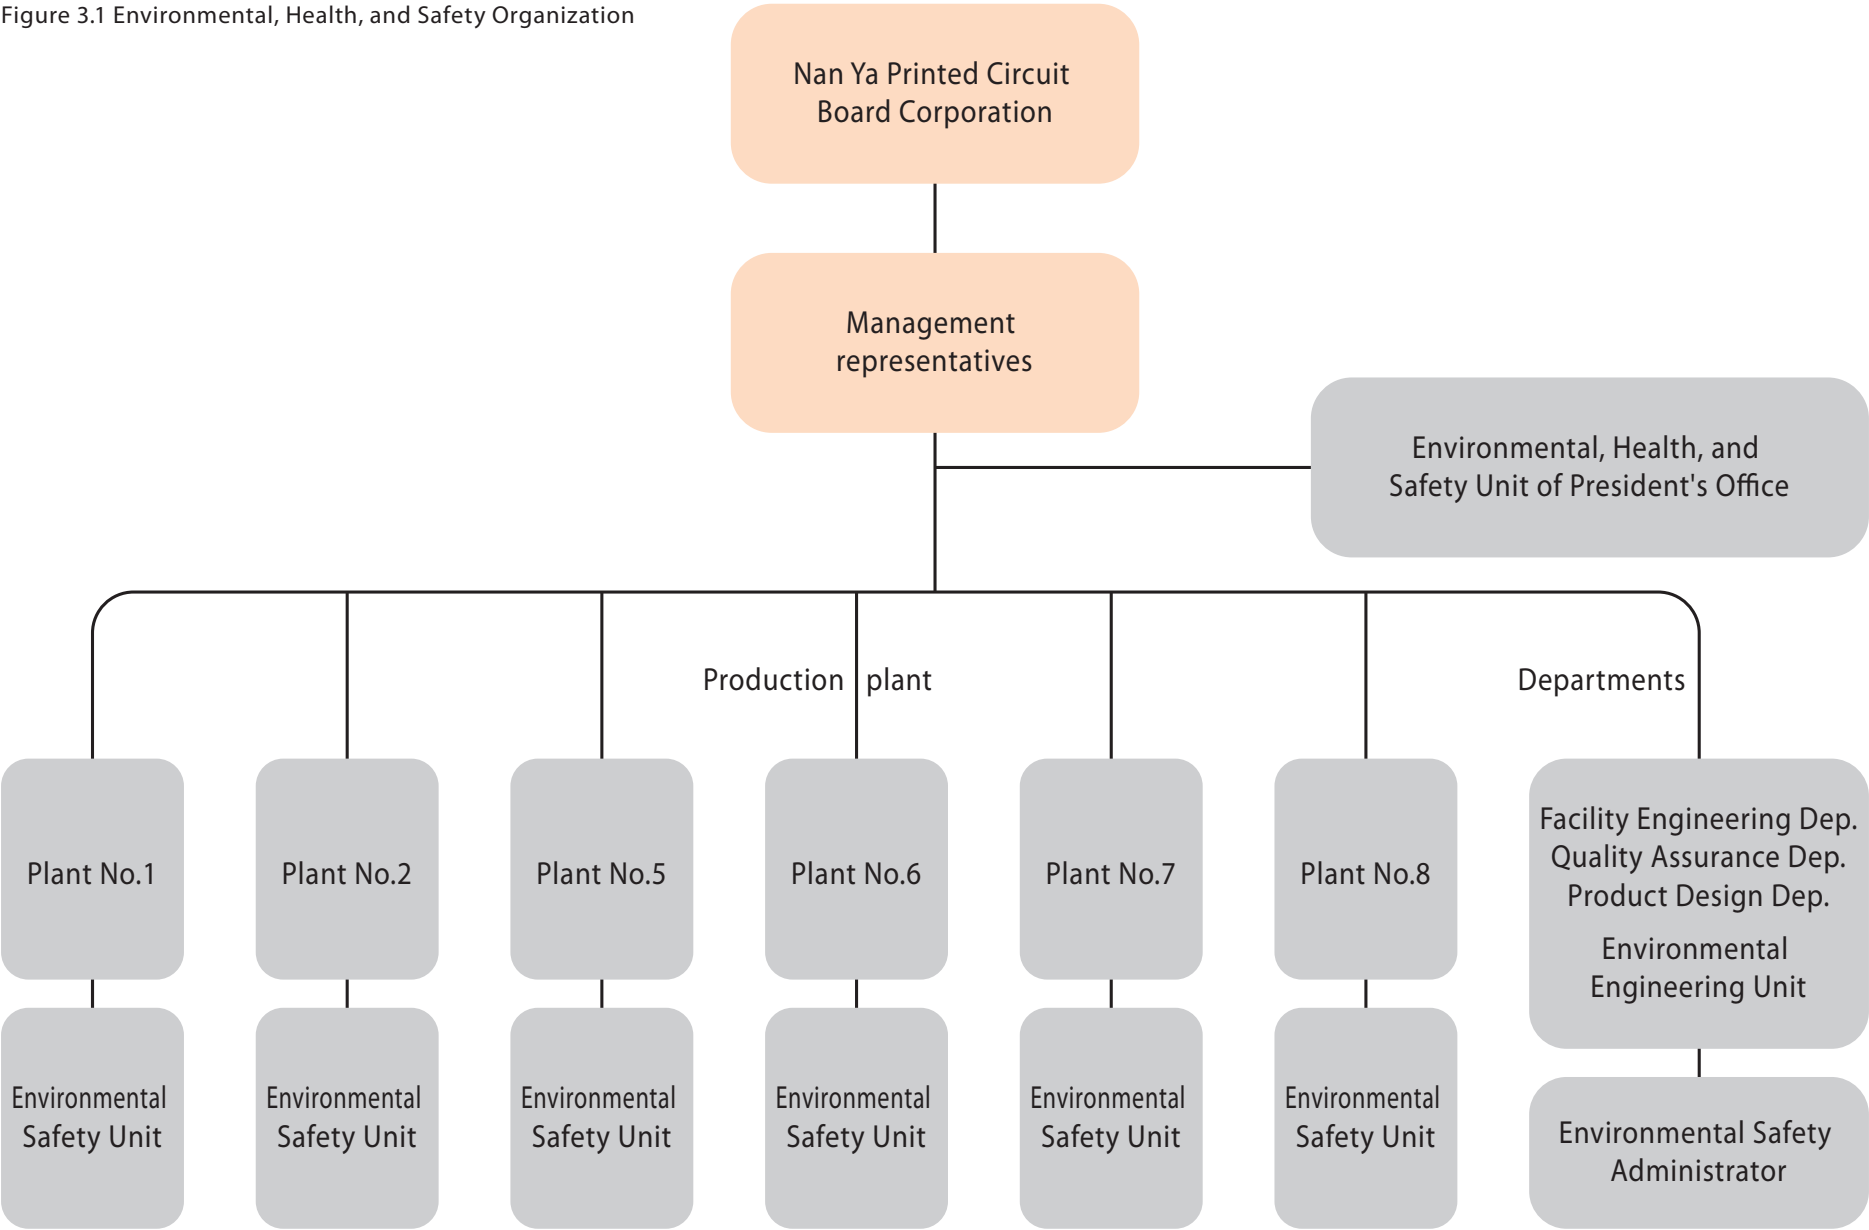 Figure 3.1 Environmental, Health, and Safety Organization
Nan Ya Printed Circuit
Board Corporation
Management
representatives
Environmental, Health, and
Safety Unit of President's Office
Production plant
Departments
Plant No.1
Plant No.2
Plant No.5
Plant No.6
Plant No.7
Plant No.8
Facility Engineering Dep.
Quality Assurance Dep.
Product Design Dep.
Environmental
Engineering Unit
Environmental
Safety Unit
Environmental
Safety Unit
Environmental
Safety Unit
Environmental
Safety Unit
Environmental
Safety Unit
Environmental
Safety Unit
Environmental Safety
Administrator